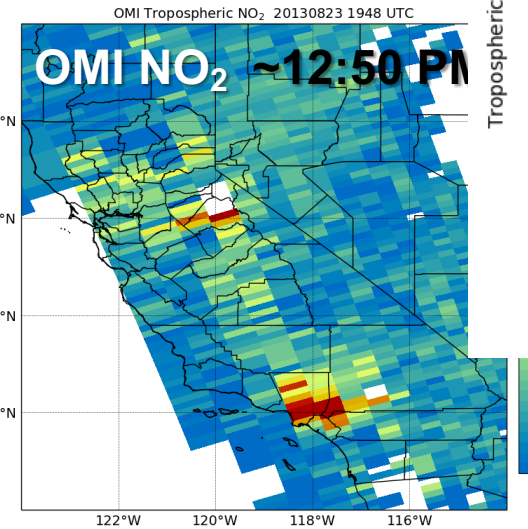 OMI Tropospheric NO₂ 20130823 1948 UTC
OMI NO₂ ~12:50 PM
Tropospheric
°N
°N
°N
°N
122°W 120°W 118°W 116°W